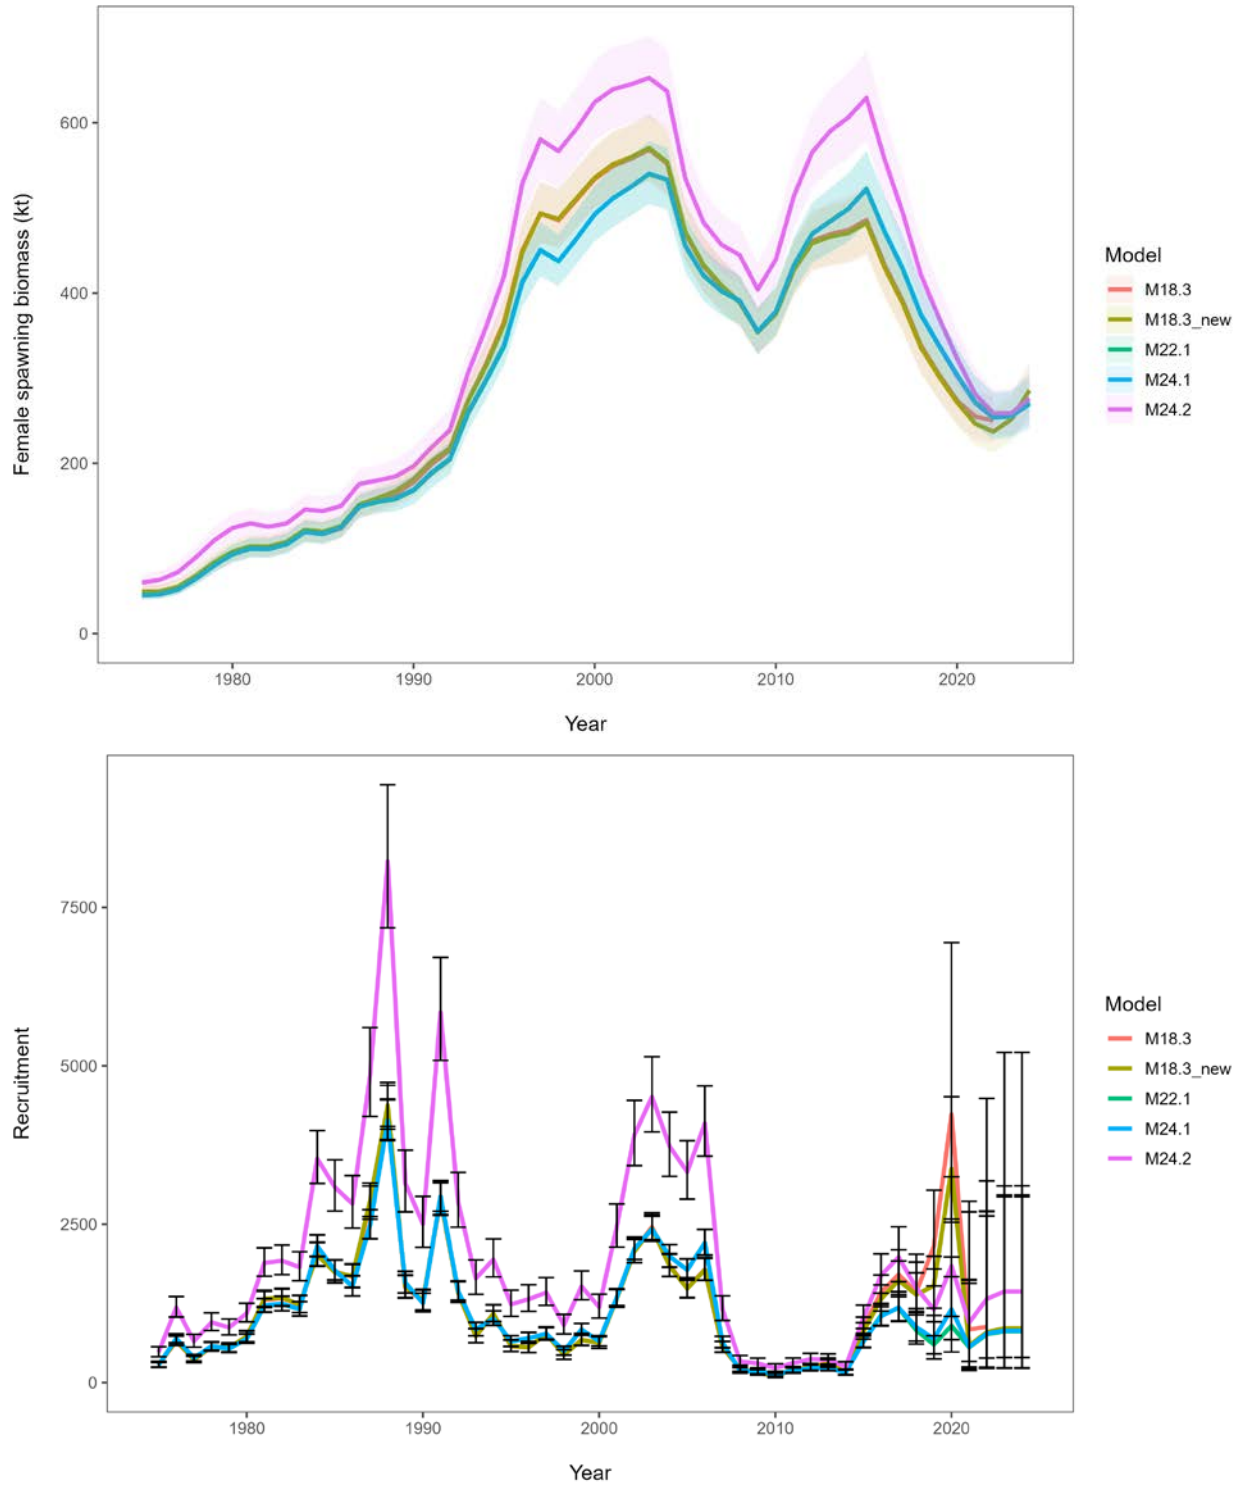 Female spawning biomass (kt)
600
400
200
0
1980
1990
2000
2010
2020
Year
Model
M18.3
M18.3_new
M22.1
M24.1
M24.2
Recruitment
7500
5000
2500
0
1980
1990
2000
2010
2020
Year
Model
M18.3
M18.3_new
M22.1
M24.1
M24.2